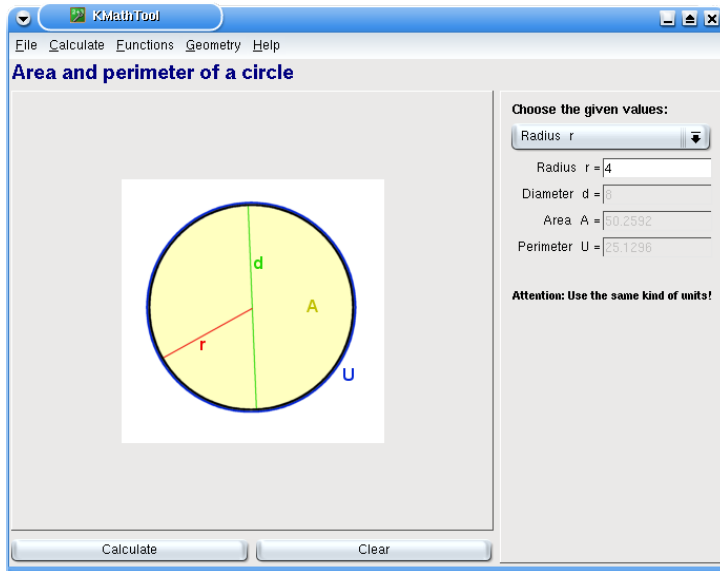 KMathTool
File Calculate Functions Geometry Help
Area and perimeter of a circle
Choose the given values:
Radius r
Radius r = 4
Diameter d = 8
Area A = 50.2592
Perimeter U = 25.1296
Attention: Use the same kind of units!
d
A
r
U
Calculate Clear